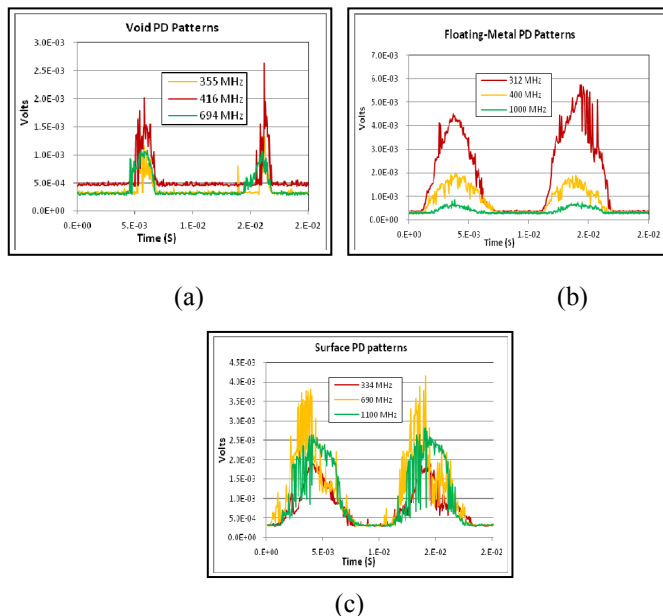 Void PD Patterns
3.0E-03
2.5E-03
2.0E-03
1.5E-03
1.0E-03
5.0E-04
0.0E+00
Volts
355 MHz
416 MHz
694 MHz
0.E+00
5.E-03
1.E-02
2.E-02
2.E-02
Time (S)
(a)
Floating-Metal PD Patterns
7.0E-03
6.0E-03
5.0E-03
4.0E-03
3.0E-03
2.0E-03
1.0E-03
0.0E+00
Volts
312 MHz
400 MHz
1000 MHz
0.E+00
5.E-03
1.E-02
2.E-02
2.E-02
Time (S)
(b)
Surface PD patterns
4.5E-03
4.0E-03
3.5E-03
3.0E-03
2.5E-03
2.0E-03
1.5E-03
1.0E-03
5.0E-04
0.0E+00
Volts
334 MHz
690 MHz
1100 MHz
0.E+00
5.E-03
1.E-02
2.E-02
2.E-02
Time (S)
(c)